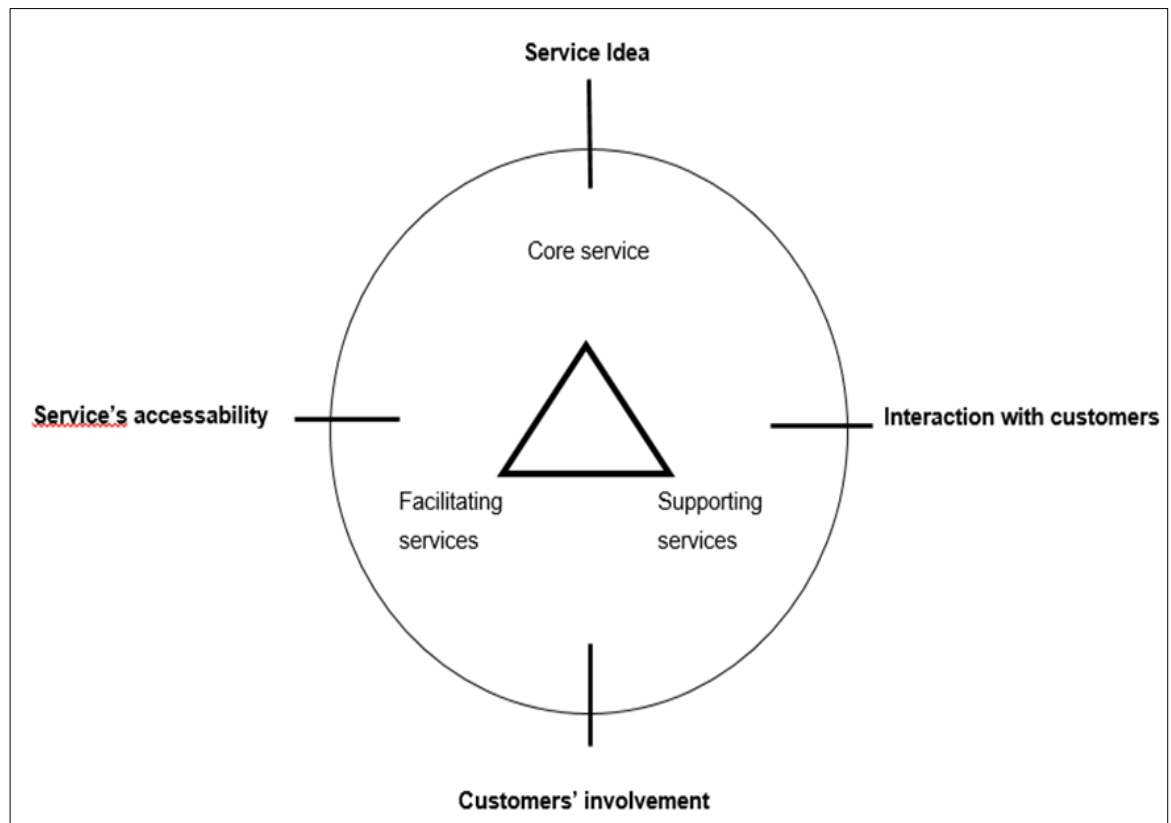 Service Idea
Core service
Service's accessability
Interaction with customers
Facilitating
services
Supporting
services
Customers' involvement